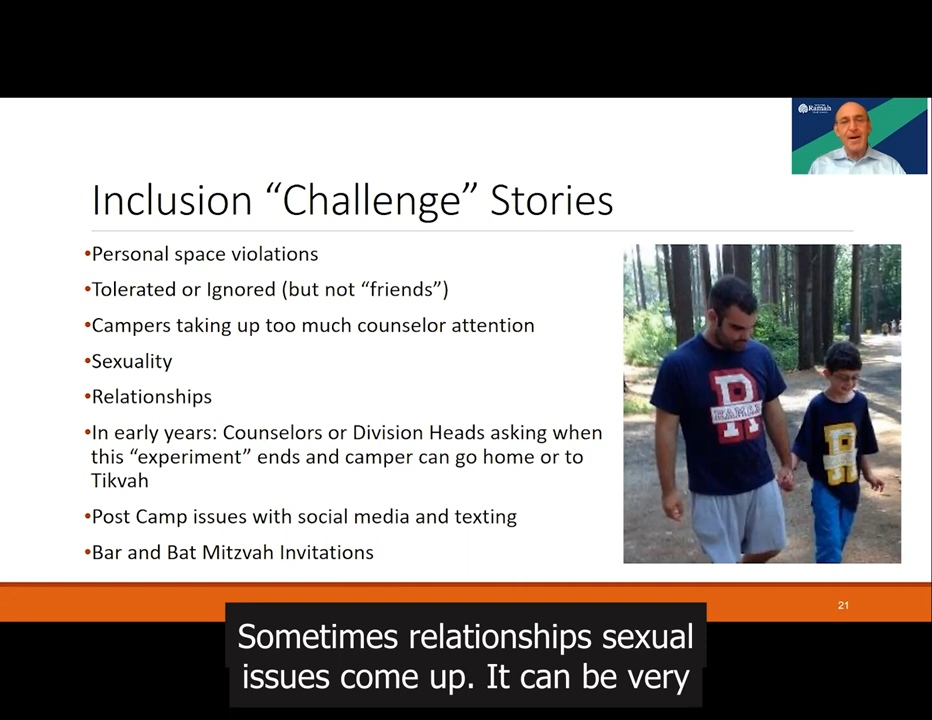 Ramah
Inclusion “Challenge” Stories
•Personal space violations
•Tolerated or Ignored (but not “friends”)
•Campers taking up too much counselor attention
•Sexuality
•Relationships
•In early years: Counselors or Division Heads asking when
this “experiment” ends and camper can go home or to
Tikvah
•Post Camp issues with social media and texting
•Bar and Bat Mitzvah Invitations
R
RAMAH
R
21
Sometimes relationships sexual
issues come up. It can be very